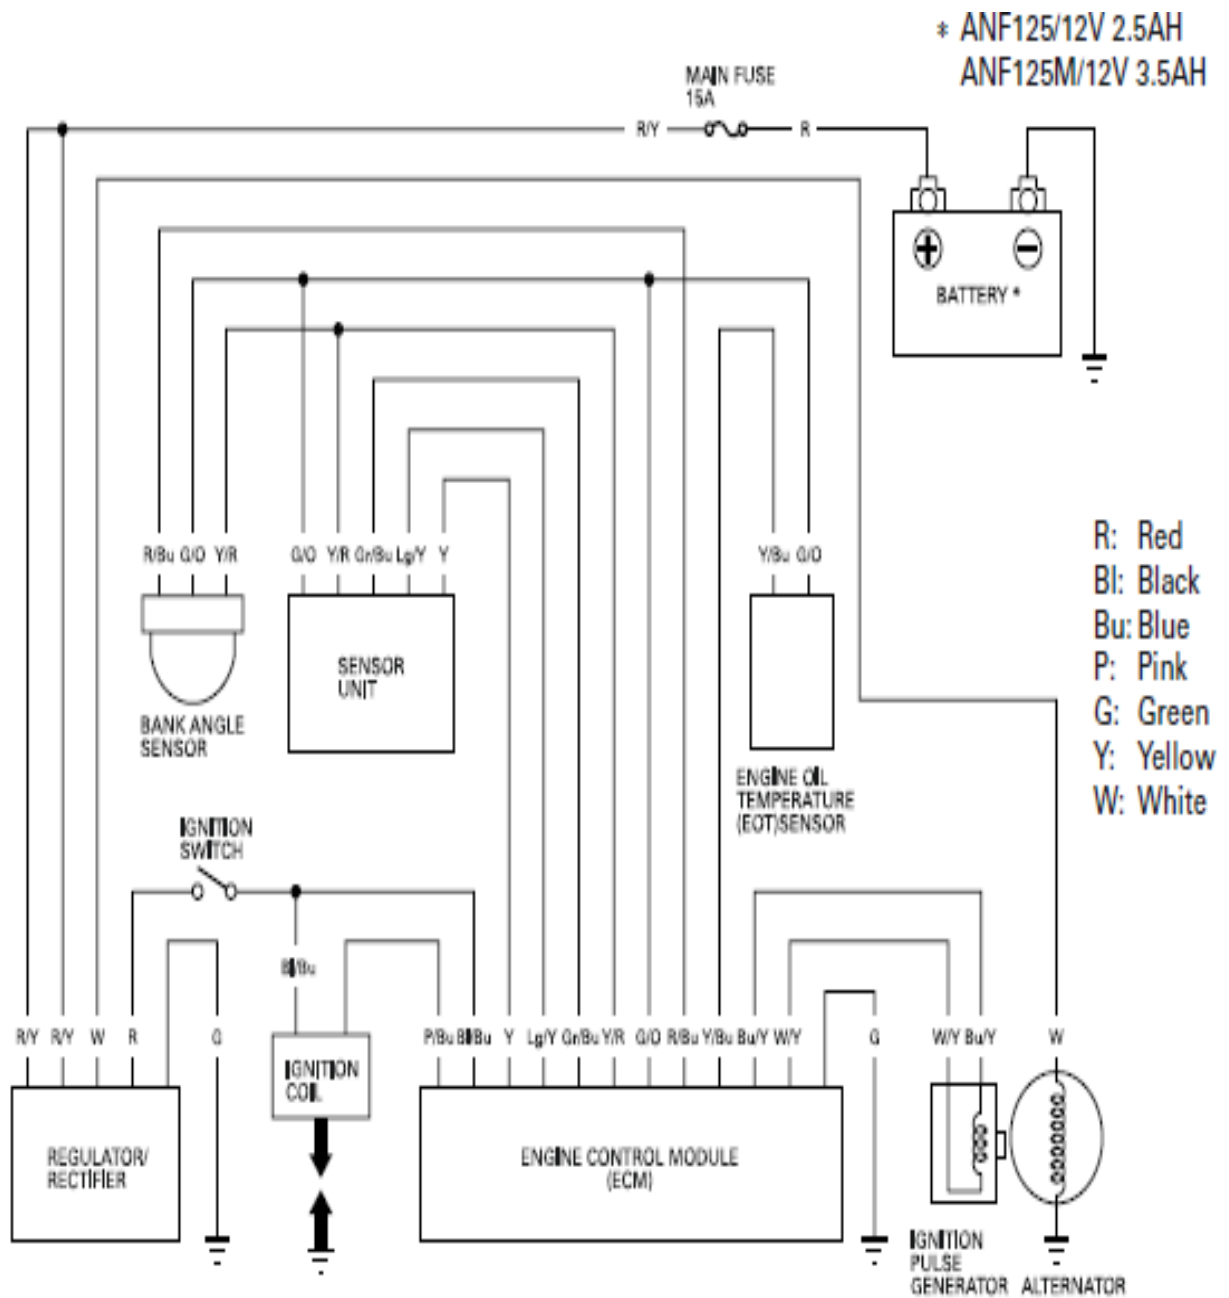 * ANF125/12V 2.5AH
ANF125M/12V 3.5AH
MAIN FUSE
15A
R/Y
R
+
−
BATTERY *
R/Bu G/O Y/R
G/O Y/R Gr/Bu Lg/Y Y
Y/Bu G/O
R: Red
Bl: Black
Bu: Blue
P: Pink
G: Green
Y: Yellow
W: White
SENSOR
UNIT
BANK ANGLE
SENSOR
ENGINE OIL
TEMPERATURE
(EOT)SENSOR
IGNITION
SWITCH
Bl/Bu
R/Y R/Y W R G
P/Bu Bl/Bu Y Lg/Y Gr/Bu Y/R G/O R/Bu Y/Bu Bu/Y W/Y G
W/Y Bu/Y W
IGNITION
COIL
REGULATOR/
RECTIFIER
ENGINE CONTROL MODULE
(ECM)
IGNITION
PULSE
GENERATOR ALTERNATOR